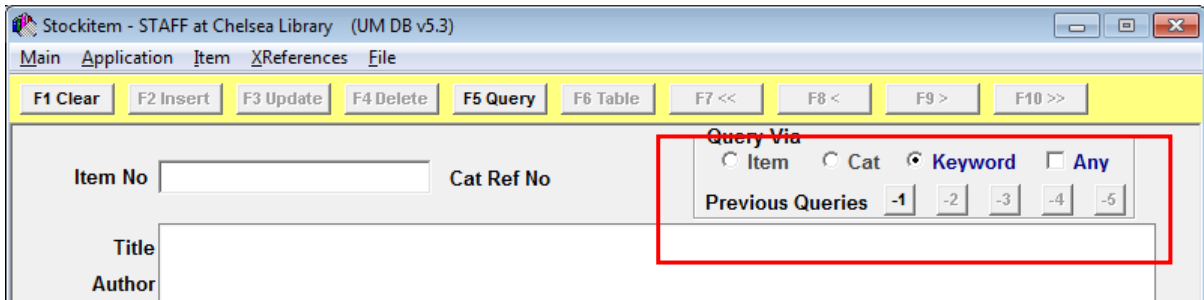 Stockitem - STAFF at Chelsea Library (UM DB v5.3)
Main Application Item XReferences File
F1 Clear F2 Insert F3 Update F4 Delete F5 Query F6 Table F7 << F8 < F9 > F10 >>
Query Via
Item No Cat Ref No Item Cat Keyword Any
Previous Queries -1 -2 -3 -4 -5
Title
Author